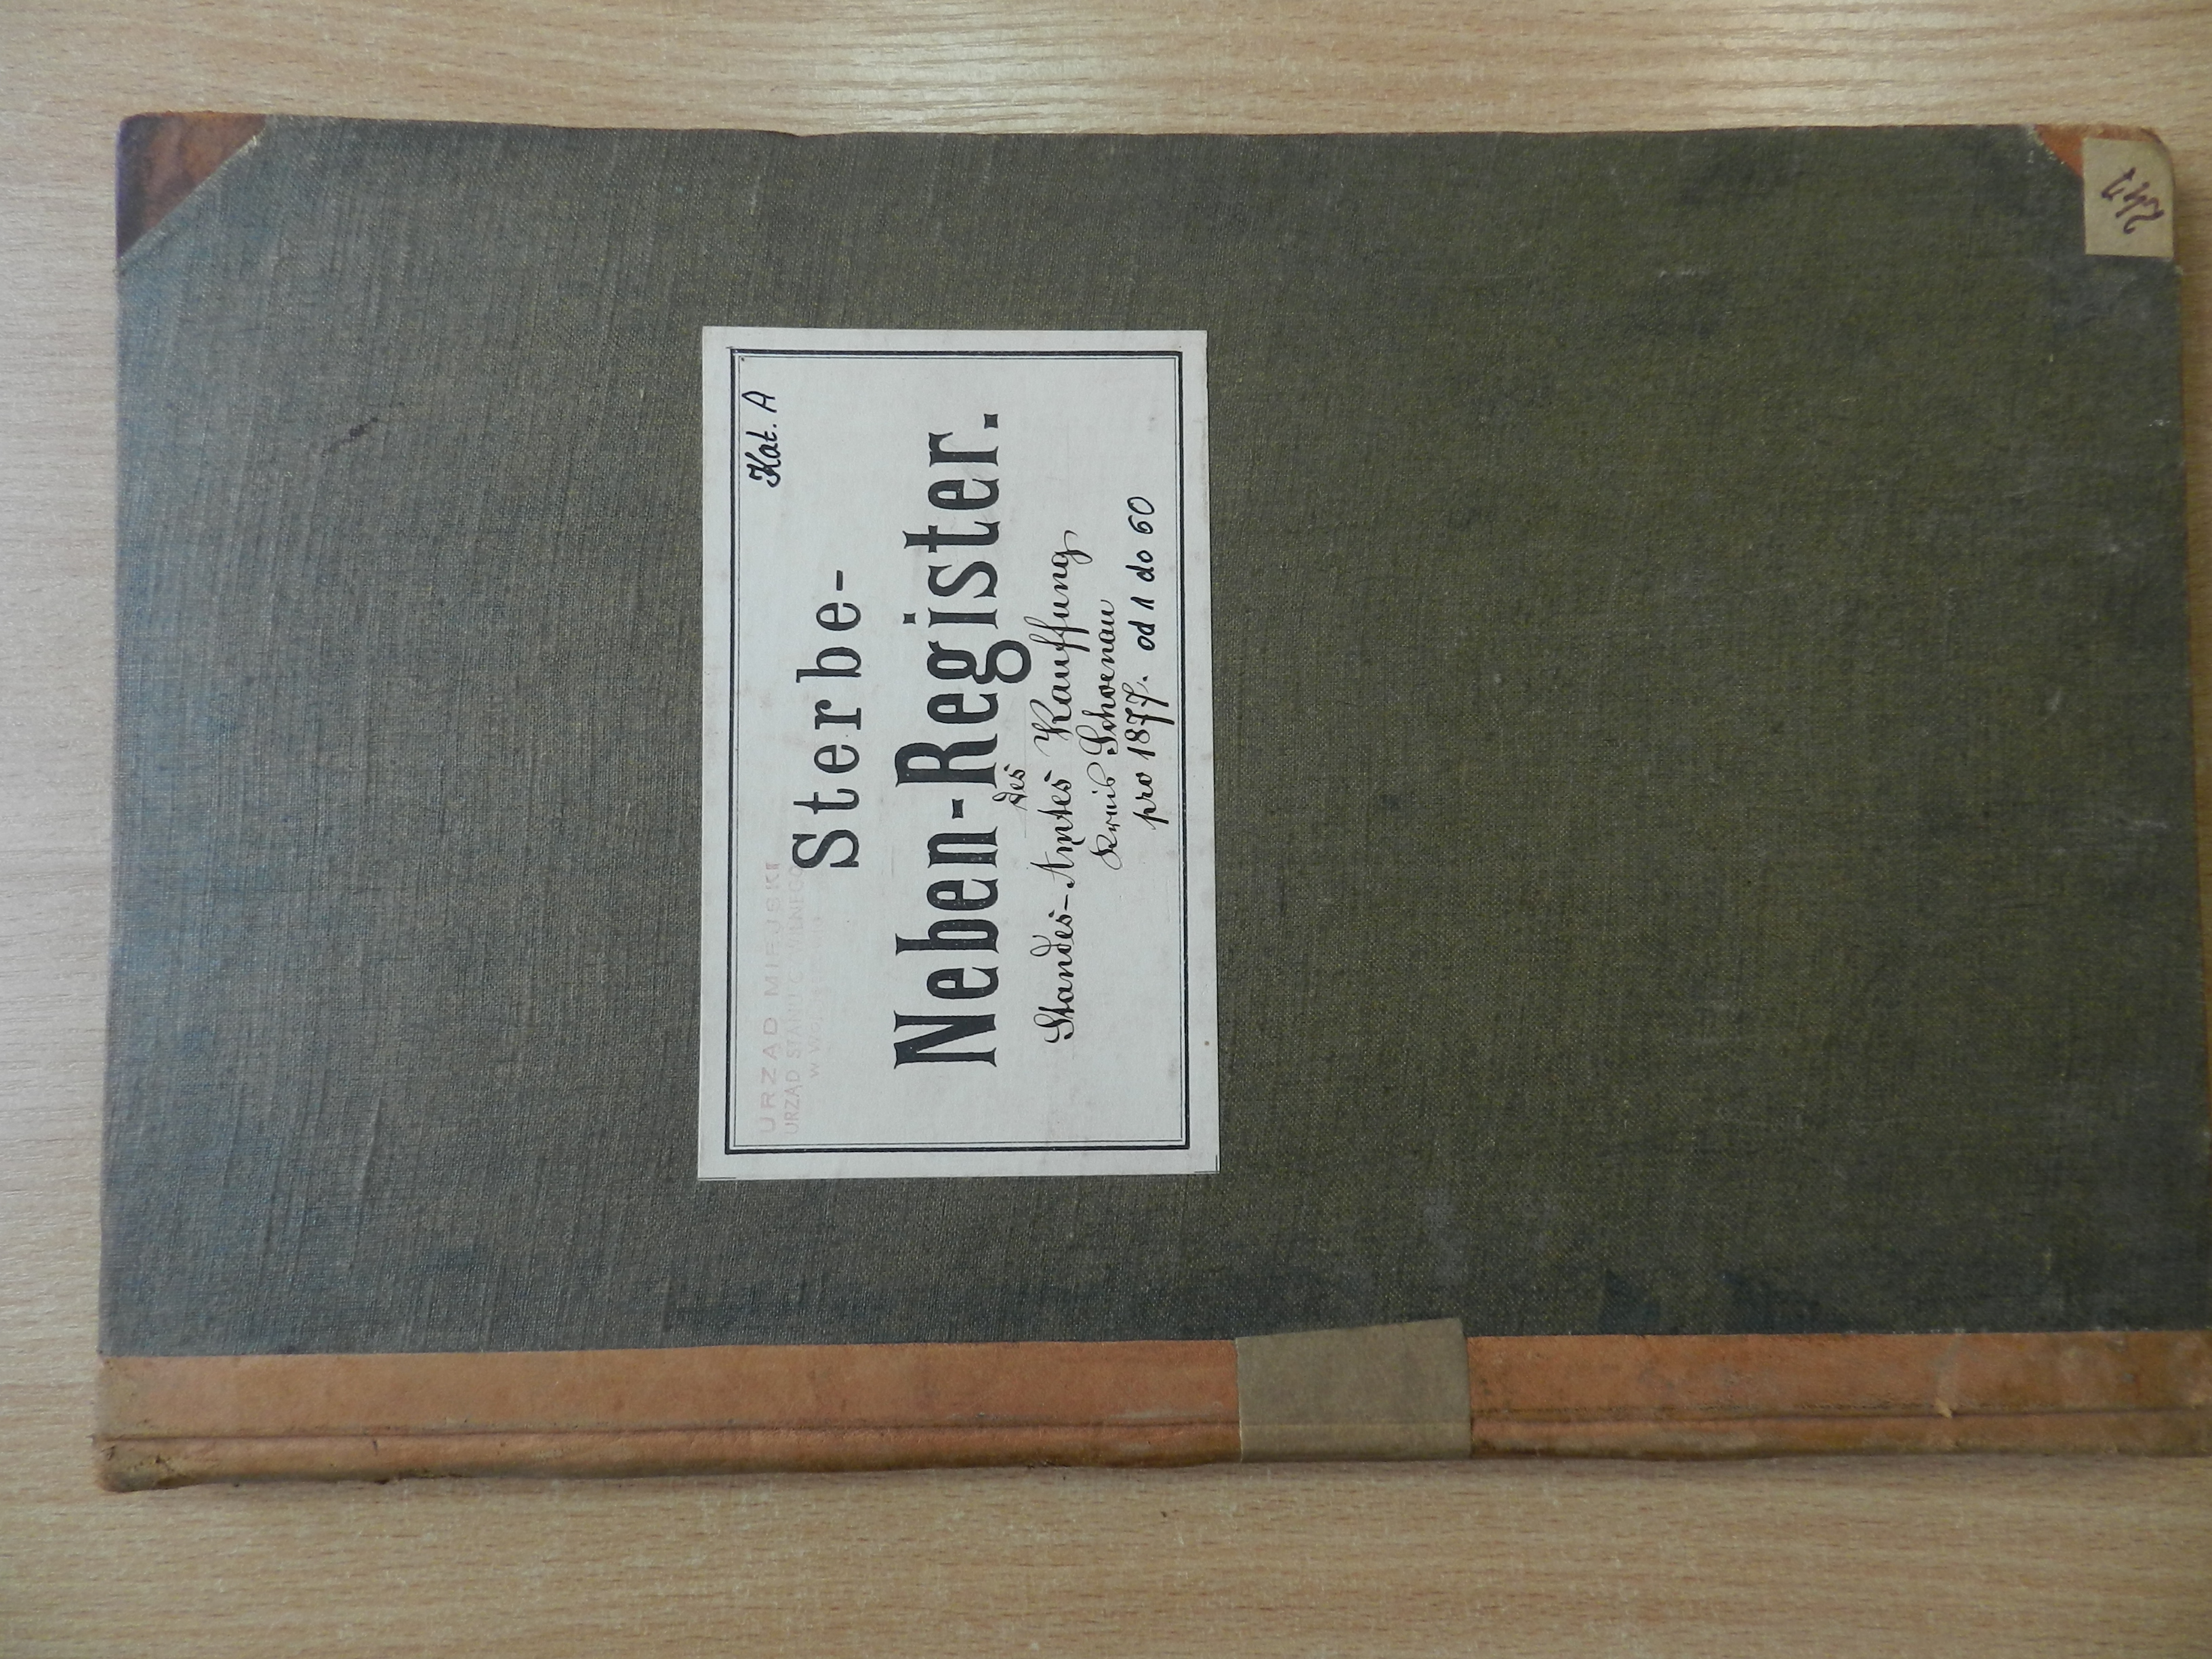 Kat. A
URZĄD MIEJSKI
URZĄD STANU CYWILNEGO
Sterbe-
Neben-Register.
des
Standes-Amtes Kauffung,
Kreis Schoenau
pro 1877. od 1 do 60